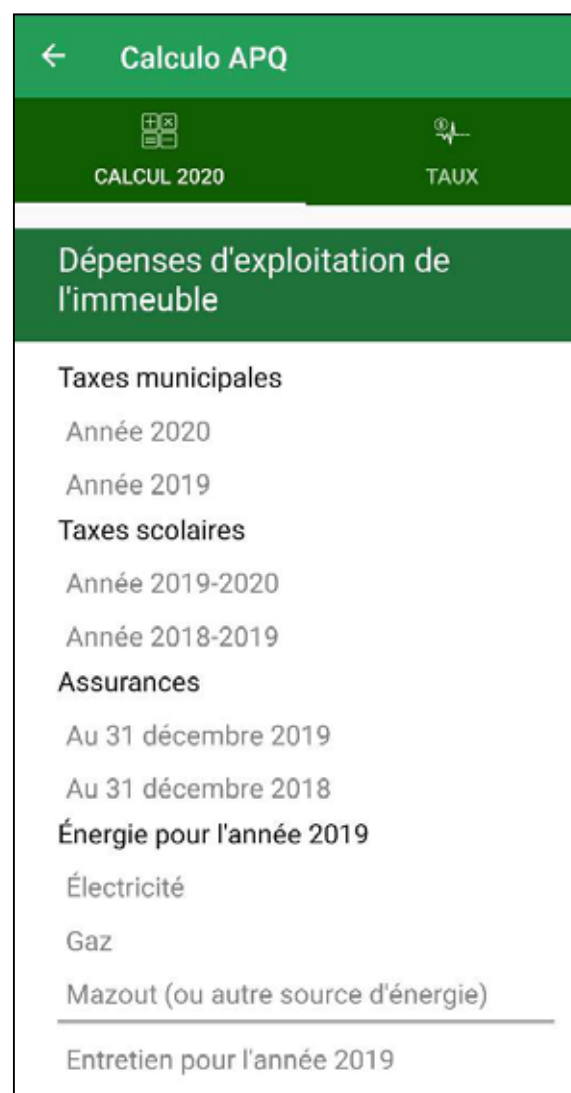 Calculo APQ
CALCUL 2020
TAUX
Dépenses d'exploitation de
l'immeuble
Taxes municipales
Année 2020
Année 2019
Taxes scolaires
Année 2019-2020
Année 2018-2019
Assurances
Au 31 décembre 2019
Au 31 décembre 2018
Énergie pour l'année 2019
Électricité
Gaz
Mazout (ou autre source d'énergie)
Entretien pour l'année 2019